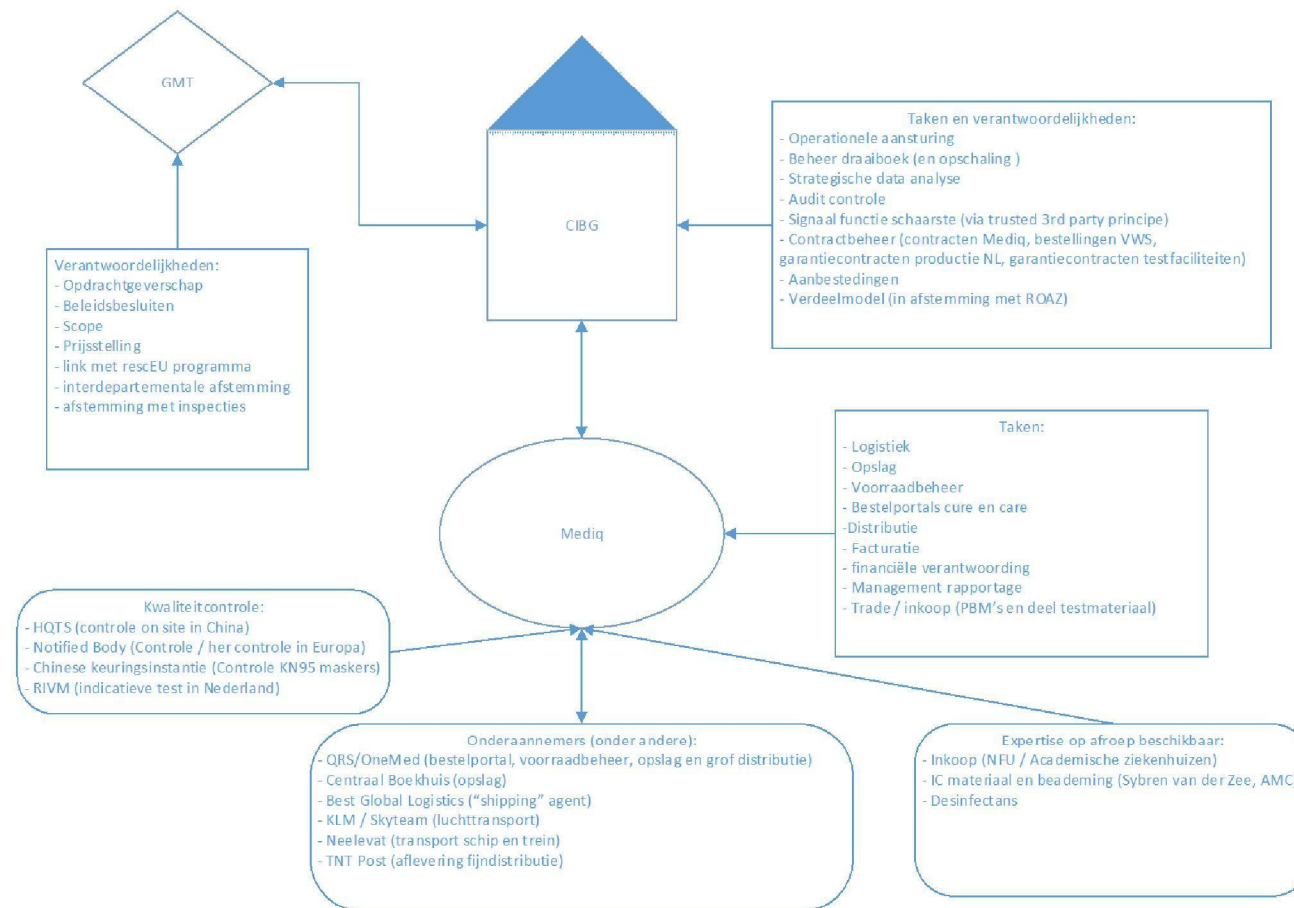 GMT
CIBG
Taken en verantwoordelijkheden:
- Operationele aansturing
- Beheer draaiboek (en opschaling )
- Strategische data analyse
- Audit controle
- Signaal functie schaarste (via trusted 3rd party principe)
- Contractbeheer (contracten Mediq, bestellingen VWS,
garantiecontracten productie NL, garantiecontracten testfaciliteiten)
- Aanbestedingen
- Verdeelmodel (in afstemming met ROAZ)
Verantwoordelijkheden:
- Opdrachtgeverschap
- Beleidsbesluiten
- Scope
- Prijsstelling
- link met rescEU programma
- interdepartementale afstemming
- afstemming met inspecties
Mediq
Taken:
- Logistiek
- Opslag
- Voorraadbeheer
- Bestelportals cure en care
-Distributie
- Facturatie
- financiële verantwoording
- Management rapportage
- Trade / inkoop (PBM's en deel testmateriaal)
Kwaliteitcontrole:
- HQTS (controle on site in China)
- Notified Body (Controle / her controle in Europa)
- Chinese keuringsinstantie (Controle KN95 maskers)
- RIVM (indicatieve test in Nederland)
Onderaannemers (onder andere):
- QRS/OneMed (bestelportal, voorraadbeheer, opslag en grof distributie)
- Centraal Boekhuis (opslag)
- Best Global Logistics (“shipping” agent)
- KLM / Skyteam (luchttransport)
- Neelevat (transport schip en trein)
- TNT Post (aflevering fijndistributie)
Expertise op afroep beschikbaar:
- Inkoop (NFU / Academische ziekenhuizen)
- IC materiaal en beademing (Sybren van der Zee, AMC
- Desinfectans